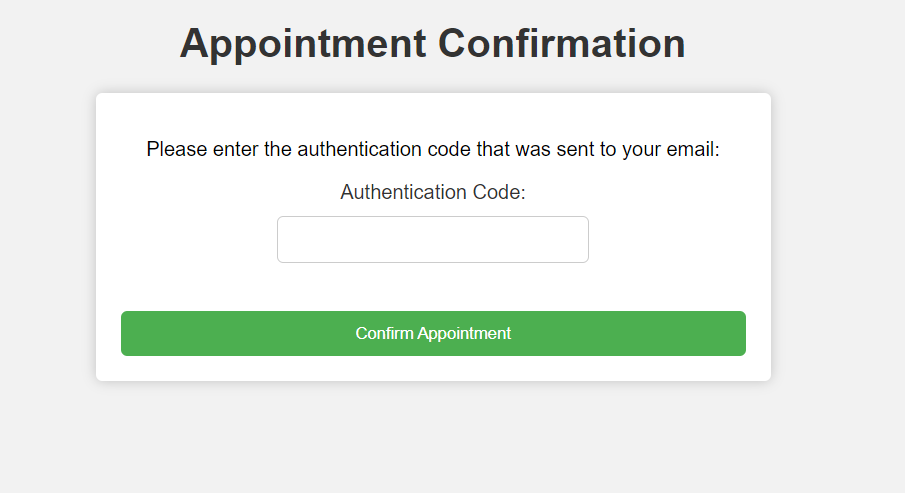 Appointment Confirmation
Please enter the authentication code that was sent to your email:
Authentication Code:
Confirm Appointment